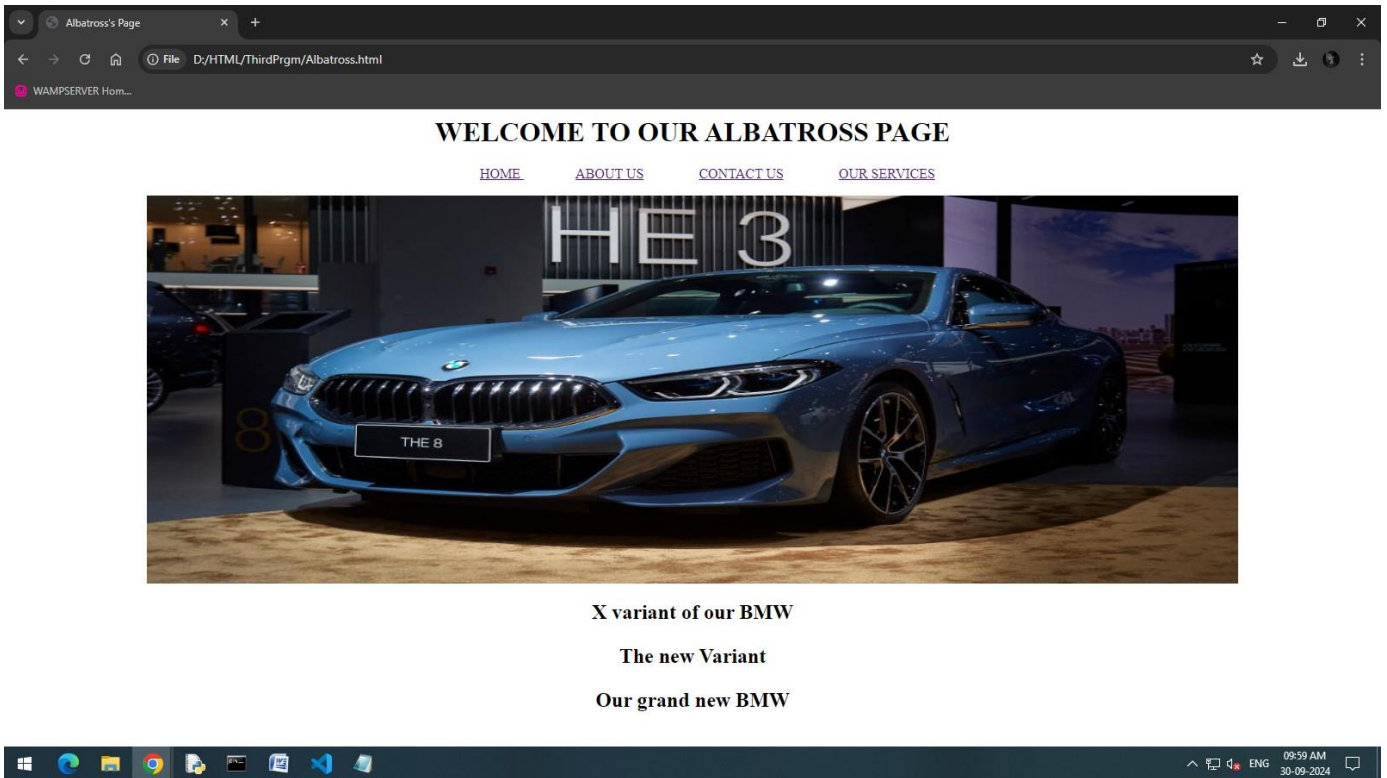 Albatross's Page
File D:/HTML/ThirdPrgm/Albatross.html
WAMPSERVER Hom...
WELCOME TO OUR ALBATROSS PAGE
HOME ABOUT US CONTACT US OUR SERVICES
HE 3
8
THE 8
X variant of our BMW
The new Variant
Our grand new BMW
ENG 09:59 AM
30-09-2024